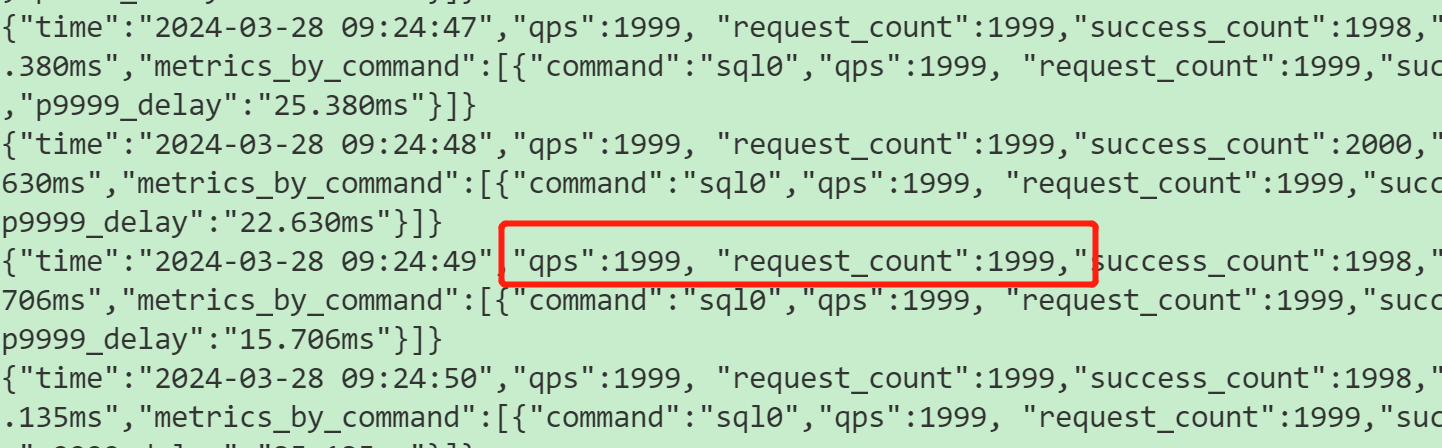 {"time":"2024-03-28 09:24:47","qps":1999, "request_count":1999,"success_count":1998,"
.380ms","metrics_by_command":[{"command":"sql0","qps":1999, "request_count":1999,"suc
,"p9999_delay":"25.380ms"}]}
{"time":"2024-03-28 09:24:48","qps":1999, "request_count":1999,"success_count":2000,"
630ms","metrics_by_command":[{"command":"sql0","qps":1999, "request_count":1999,"succ
p9999_delay":"22.630ms"}]}
{"time":"2024-03-28 09:24:49","qps":1999, "request_count":1999,"success_count":1998,"
706ms","metrics_by_command":[{"command":"sql0","qps":1999, "request_count":1999,"succ
p9999_delay":"15.706ms"}]}
{"time":"2024-03-28 09:24:50","qps":1999, "request_count":1999,"success_count":1998,"
.135ms","metrics_by_command":[{"command":"sql0","qps":1999, "request_count":1999,"suc